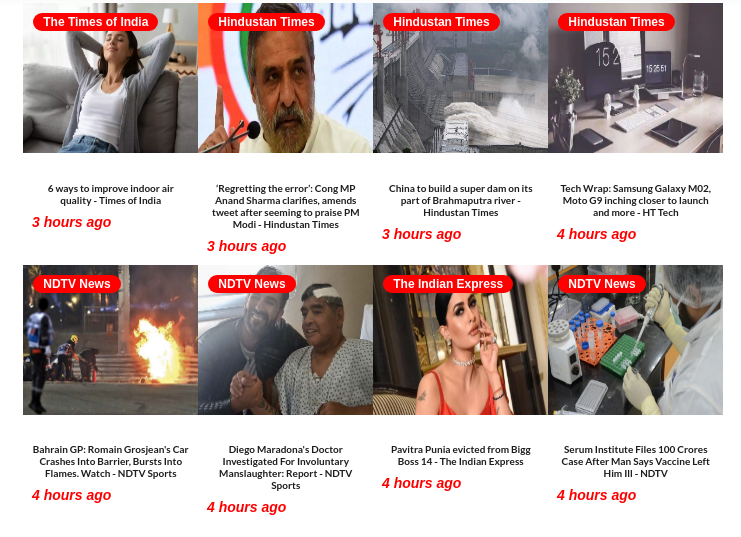 The Times of India
Hindustan Times
Hindustan Times
Hindustan Times
15:25
15 25 51
6 ways to improve indoor air
quality - Times of India
3 hours ago
'Regretting the error': Cong MP
Anand Sharma clarifies, amends
tweet after seeming to praise PM
Modi - Hindustan Times
3 hours ago
China to build a super dam on its
part of Brahmaputra river -
Hindustan Times
3 hours ago
Tech Wrap: Samsung Galaxy M02,
Moto G9 inching closer to launch
and more - HT Tech
4 hours ago
NDTV News
NDTV News
The Indian Express
NDTV News
Bahrain GP: Romain Grosjean's Car
Crashes Into Barrier, Bursts Into
Flames. Watch - NDTV Sports
4 hours ago
Diego Maradona's Doctor
Investigated For Involuntary
Manslaughter: Report - NDTV
Sports
4 hours ago
Pavitra Punia evicted from Bigg
Boss 14 - The Indian Express
4 hours ago
Serum Institute Files 100 Crores
Case After Man Says Vaccine Left
Him Ill - NDTV
4 hours ago